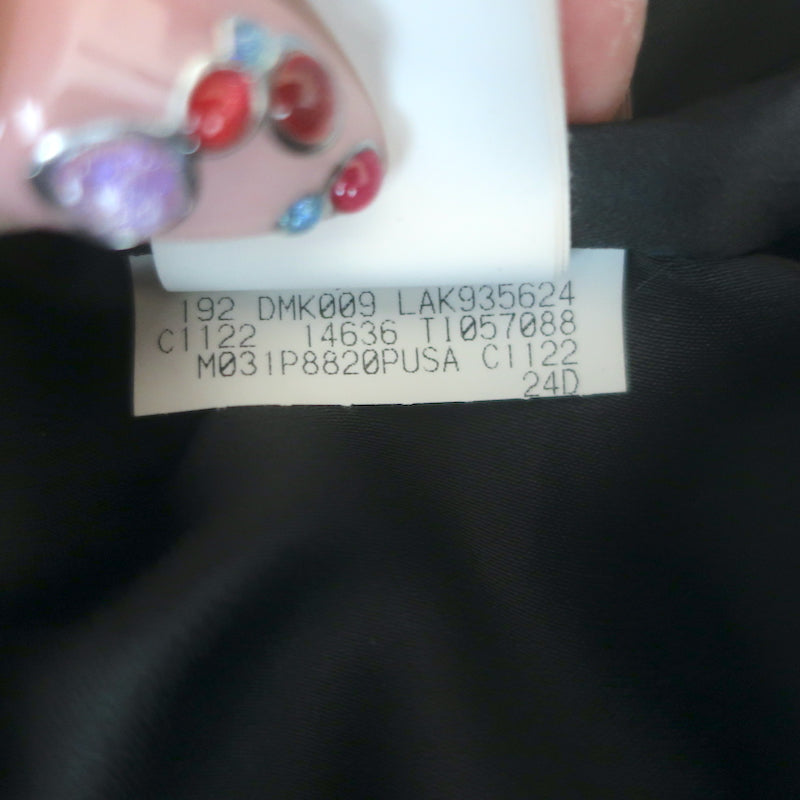 192 DMK009 LAK935624
C1122 14636 T1057088
M031P8820PUSA C1122
24D